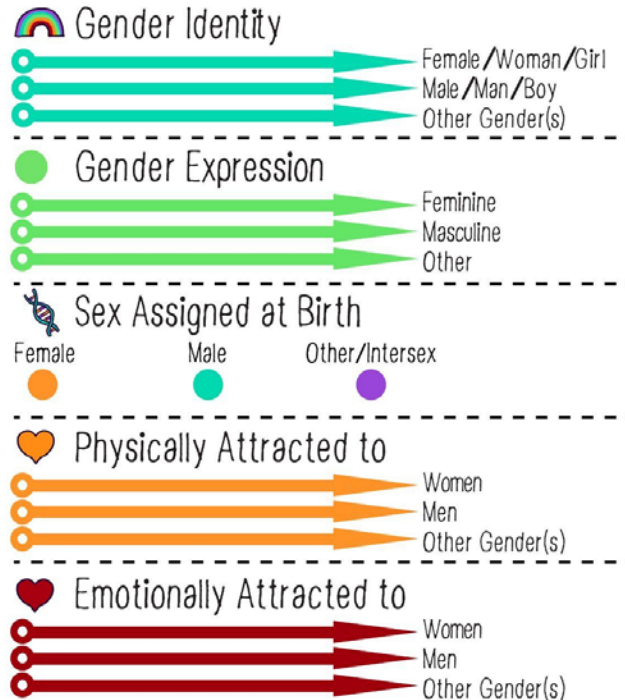 Gender Identity
Female/Woman/Girl
Male/Man/Boy
Other Gender(s)
Gender Expression
Feminine
Masculine
Other
Sex Assigned at Birth
Female Male Other/Intersex
Physically Attracted to
Women
Men
Other Gender(s)
Emotionally Attracted to
Women
Men
Other Gender(s)